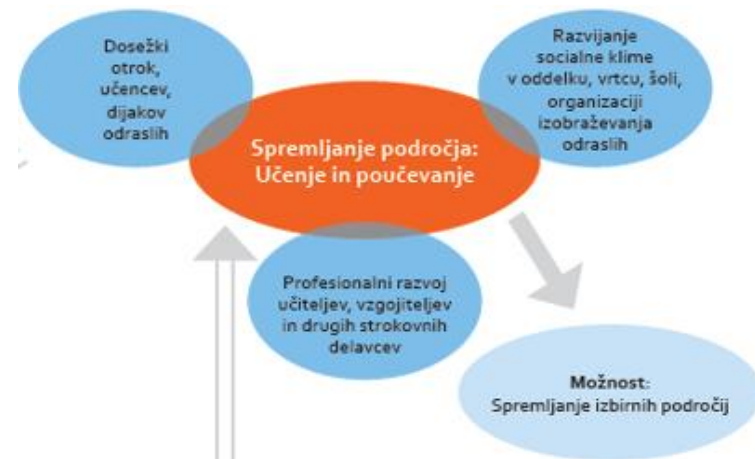 Dosežki
otrok,
učencev,
dijakov
odraslih
Razvijanje
socialne klime
v oddelku, vrtcu, šoli,
organizaciji
izobraževanja
odraslih
Spremljanje področja:
Učenje in poučevanje
Profesionalni razvoj
učiteljev, vzgojiteljev
in drugih strokovnih
delavcev
Možnost:
Spremljanje izbirnih področij